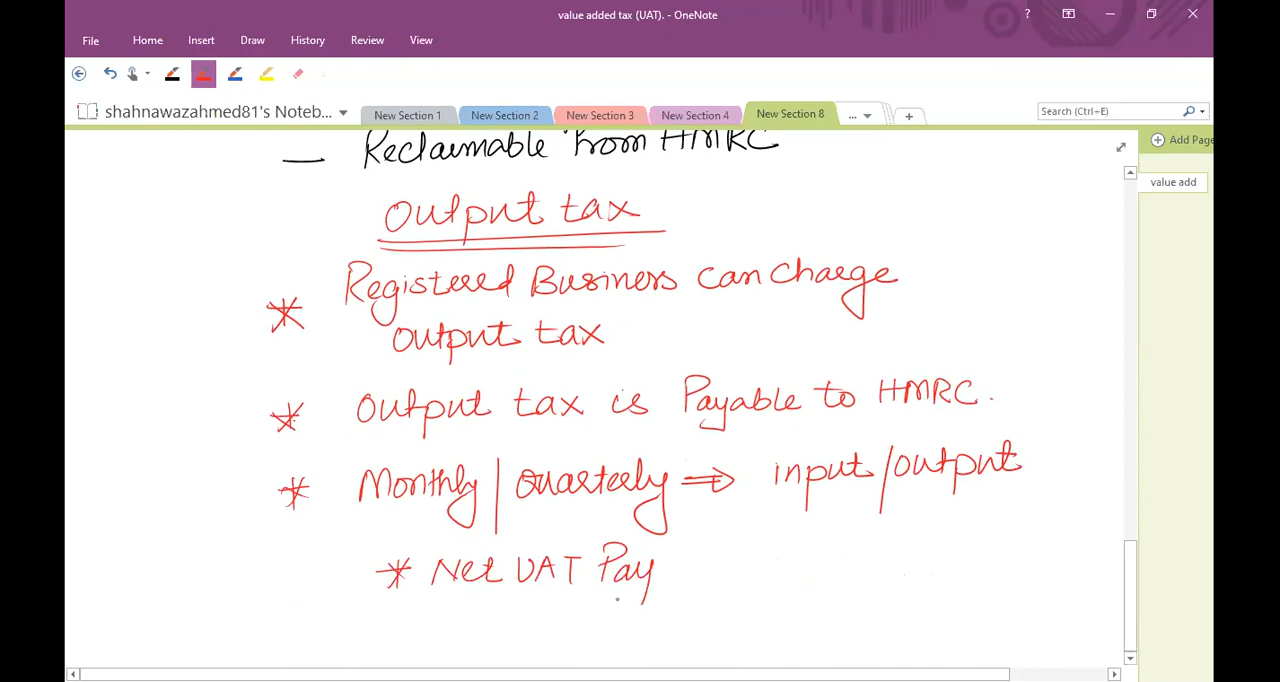 value added tax (UAT). - OneNote
?
File Home Insert Draw History Review View
shahnawazahmed81's Noteb... New Section 1 New Section 2 New Section 3 New Section 4 New Section 8 ... + Search (Ctrl+E)
Add Page
value add
— Reclaimable from HMRC
Output tax
* Registered Business can charge
output tax
* Output tax is Payable to HMRC.
* Monthly / Quarterly ⇒ input / output
* Net VAT Pay